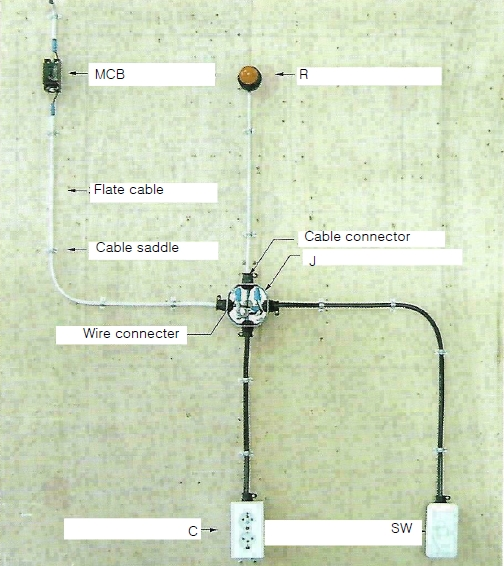 MCB
R
Flate cable
Cable saddle
Cable connector
J
Wire connecter
C
SW